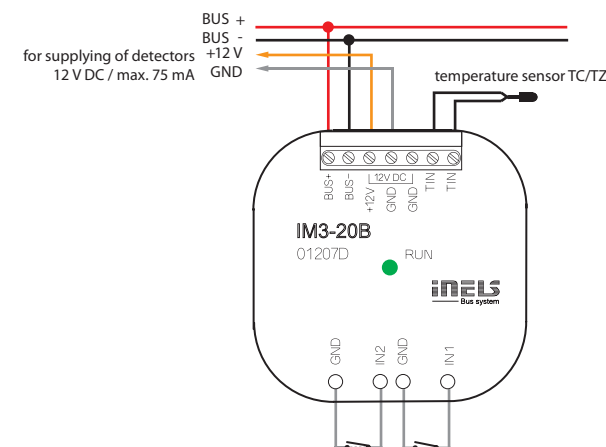 BUS +
BUS -
for supplying of detectors +12 V
12 V DC / max. 75 mA GND
temperature sensor TC/TZ
BUS+ BUS- +12V GND GND TIN TIN
12V DC
IM3-20B
01207D RUN
iNELS
Bus system
GND IN2 GND IN1